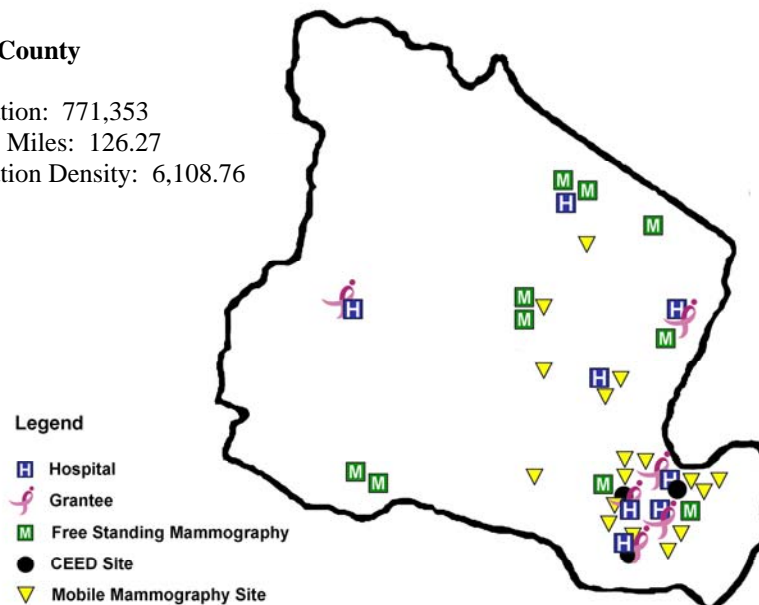 County
ation: 771,353
Miles: 126.27
tion Density: 6,108.76
M
M
H
M
M
M
H
H
M
H
M
M
H
M
H
H
M
H
Legend
H Hospital
Grantee
M Free Standing Mammography
CEED Site
Mobile Mammography Site